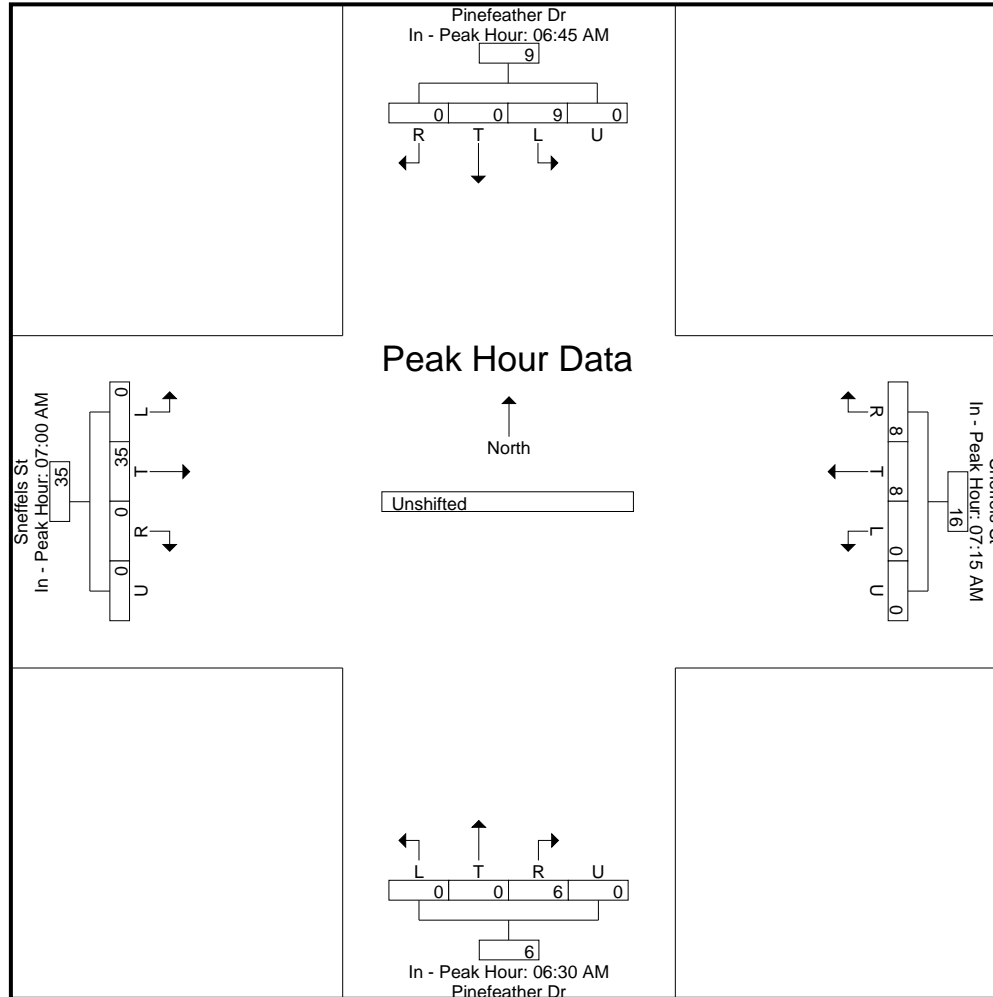 Pinefeather Dr
In - Peak Hour: 06:45 AM
9
0 0 9 0
R T L U
Peak Hour Data
North
Unshifted
Sneffels St
In - Peak Hour: 07:00 AM
35
0 35 0 0
L T R U
In - Peak Hour: 07:15 AM
16
8 8 0 0
R T L U
L T R U
0 0 6 0
6
In - Peak Hour: 06:30 AM
Pinefeather Dr